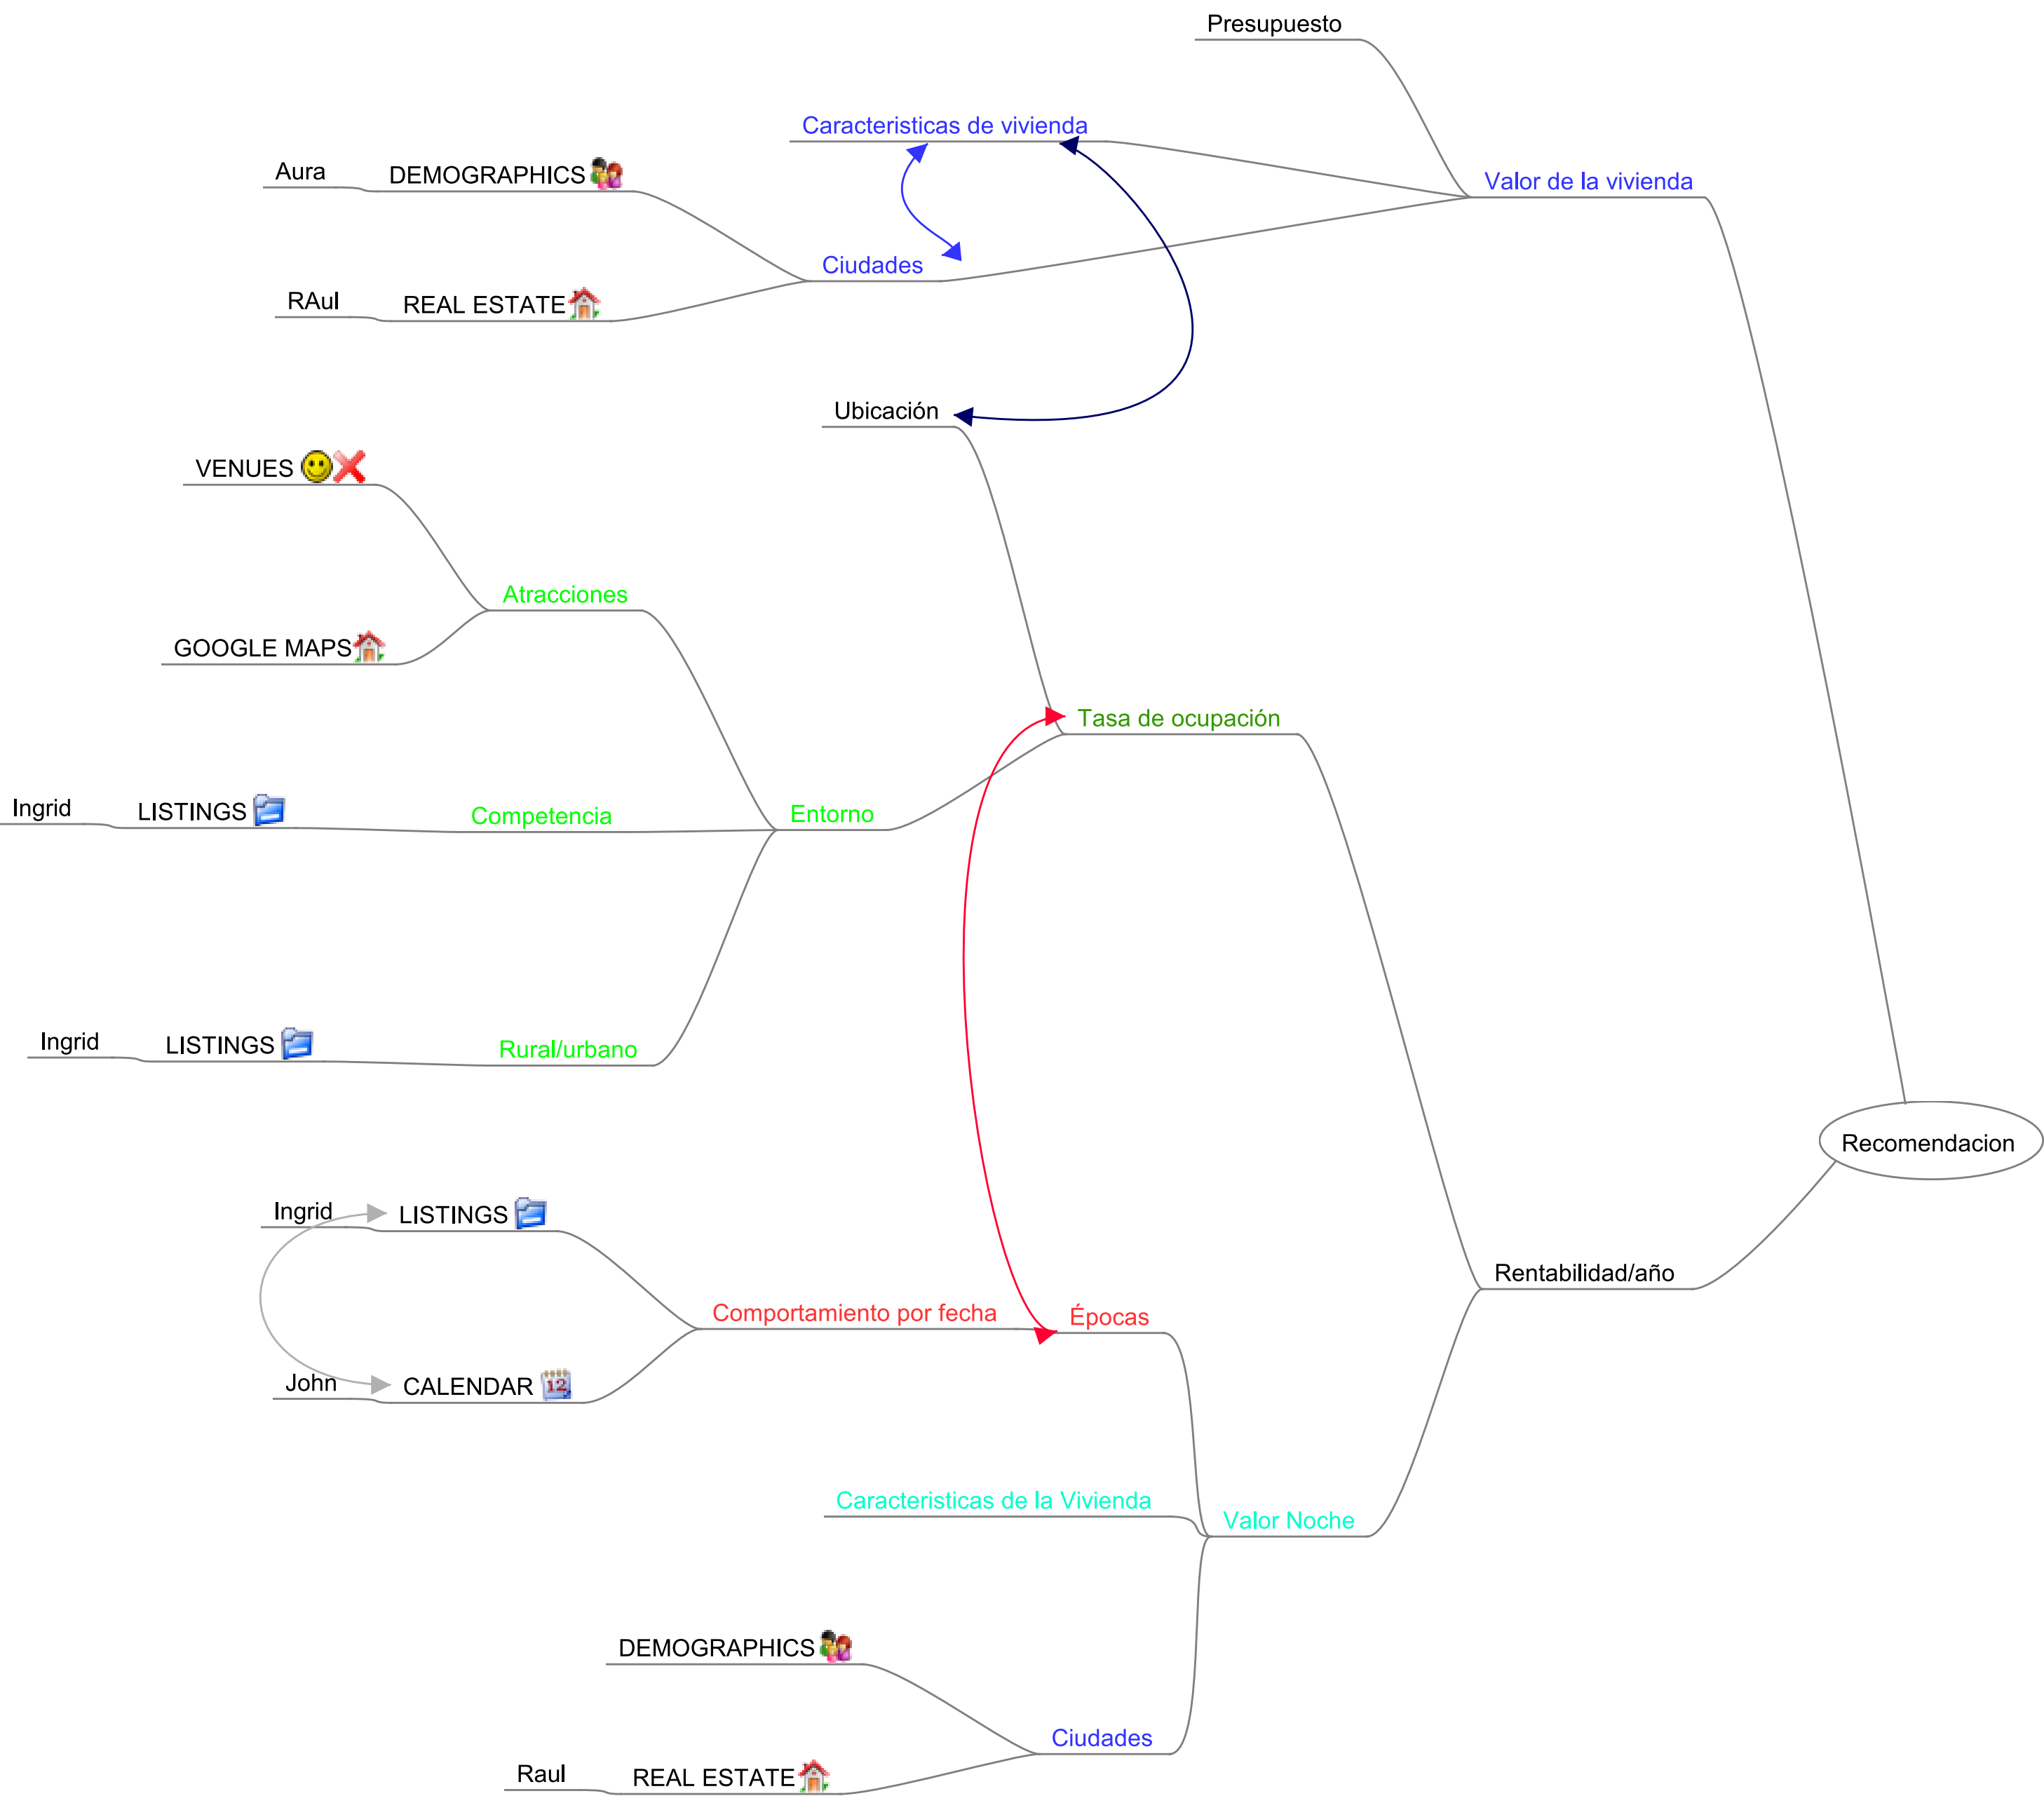 Presupuesto
Caracteristicas de vivienda
Aura
DEMOGRAPHICS
Valor de la vivienda
Ciudades
RAul
REAL ESTATE
Ubicación
VENUES
Atracciones
GOOGLE MAPS
Tasa de ocupación
Ingrid
LISTINGS
Competencia
Entorno
Ingrid
LISTINGS
Rural/urbano
Recomendacion
Ingrid
LISTINGS
Rentabilidad/año
Comportamiento por fecha
Épocas
John
CALENDAR
12
Caracteristicas de la Vivienda
Valor Noche
DEMOGRAPHICS
Ciudades
Raul
REAL ESTATE